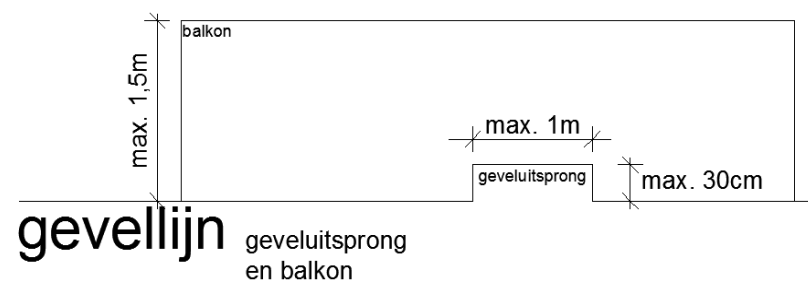 balkon
max. 1,5m
max. 1m
geveluitsprong
max. 30cm
gevellijn
geveluitsprong
en balkon